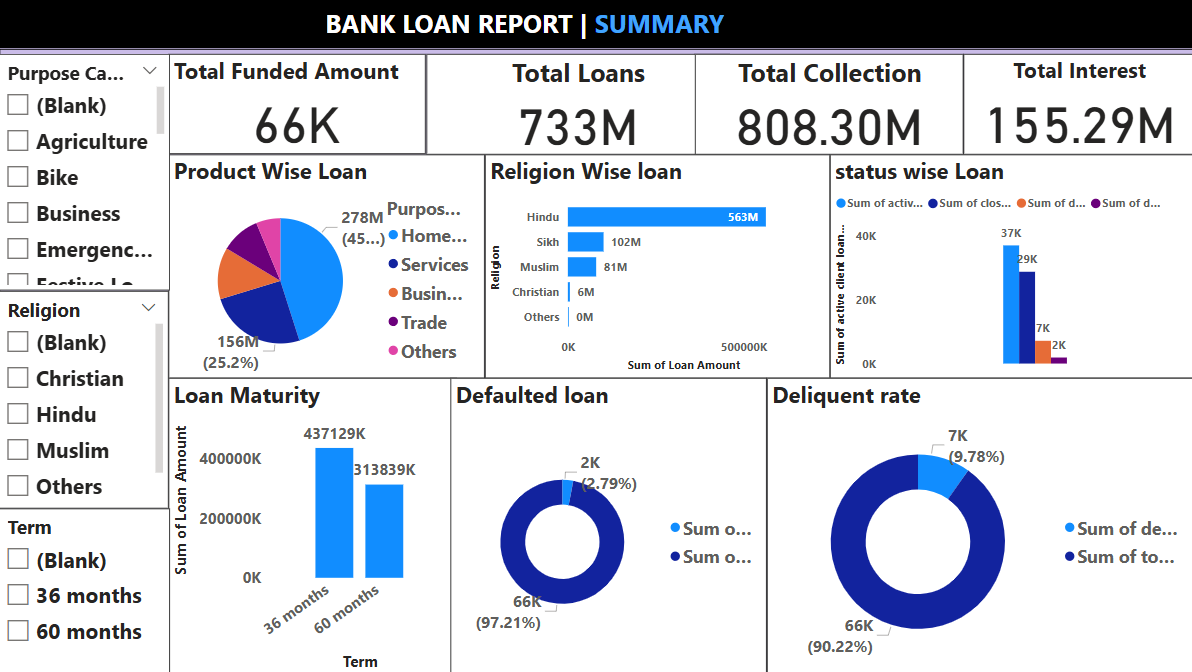 BANK LOAN REPORT | SUMMARY
Purpose Ca...
(Blank)
Agriculture
Bike
Business
Emergenc...
Religion
(Blank)
Christian
Hindu
Muslim
Others
Term
(Blank)
36 months
60 months
Total Funded Amount
66K
Total Loans
733M
Total Collection
808.30M
Total Interest
155.29M
Product Wise Loan
278M
(45...)
156M
(25.2%)
Purpos...
Home...
Services
Busin...
Trade
Others
Religion Wise loan
Religion
Hindu
563M
Sikh
102M
Muslim
81M
Christian
6M
Others
0M
0K
500000K
Sum of Loan Amount
status wise Loan
Sum of activ...
Sum of clos...
Sum of d...
Sum of d...
Sum of active client loan...
40K
20K
0K
37K
29K
7K
2K
Loan Maturity
Sum of Loan Amount
400000K
200000K
0K
437129K
313839K
36 months
60 months
Term
Defaulted loan
2K
(2.79%)
66K
(97.21%)
Sum o...
Sum o...
Deliquent rate
7K
(9.78%)
66K
(90.22%)
Sum of de...
Sum of to...